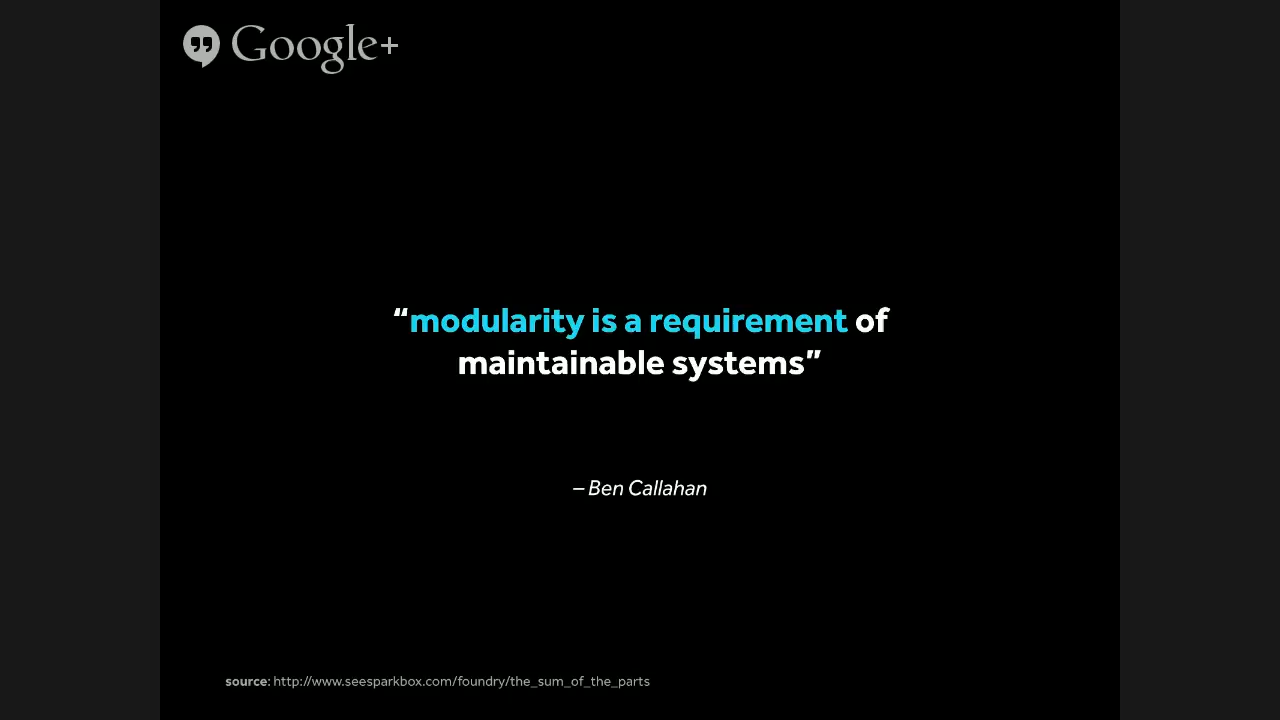 Google+
“modularity is a requirement of
maintainable systems”
– Ben Callahan
source: http://www.seesparkbox.com/foundry/the_sum_of_the_parts